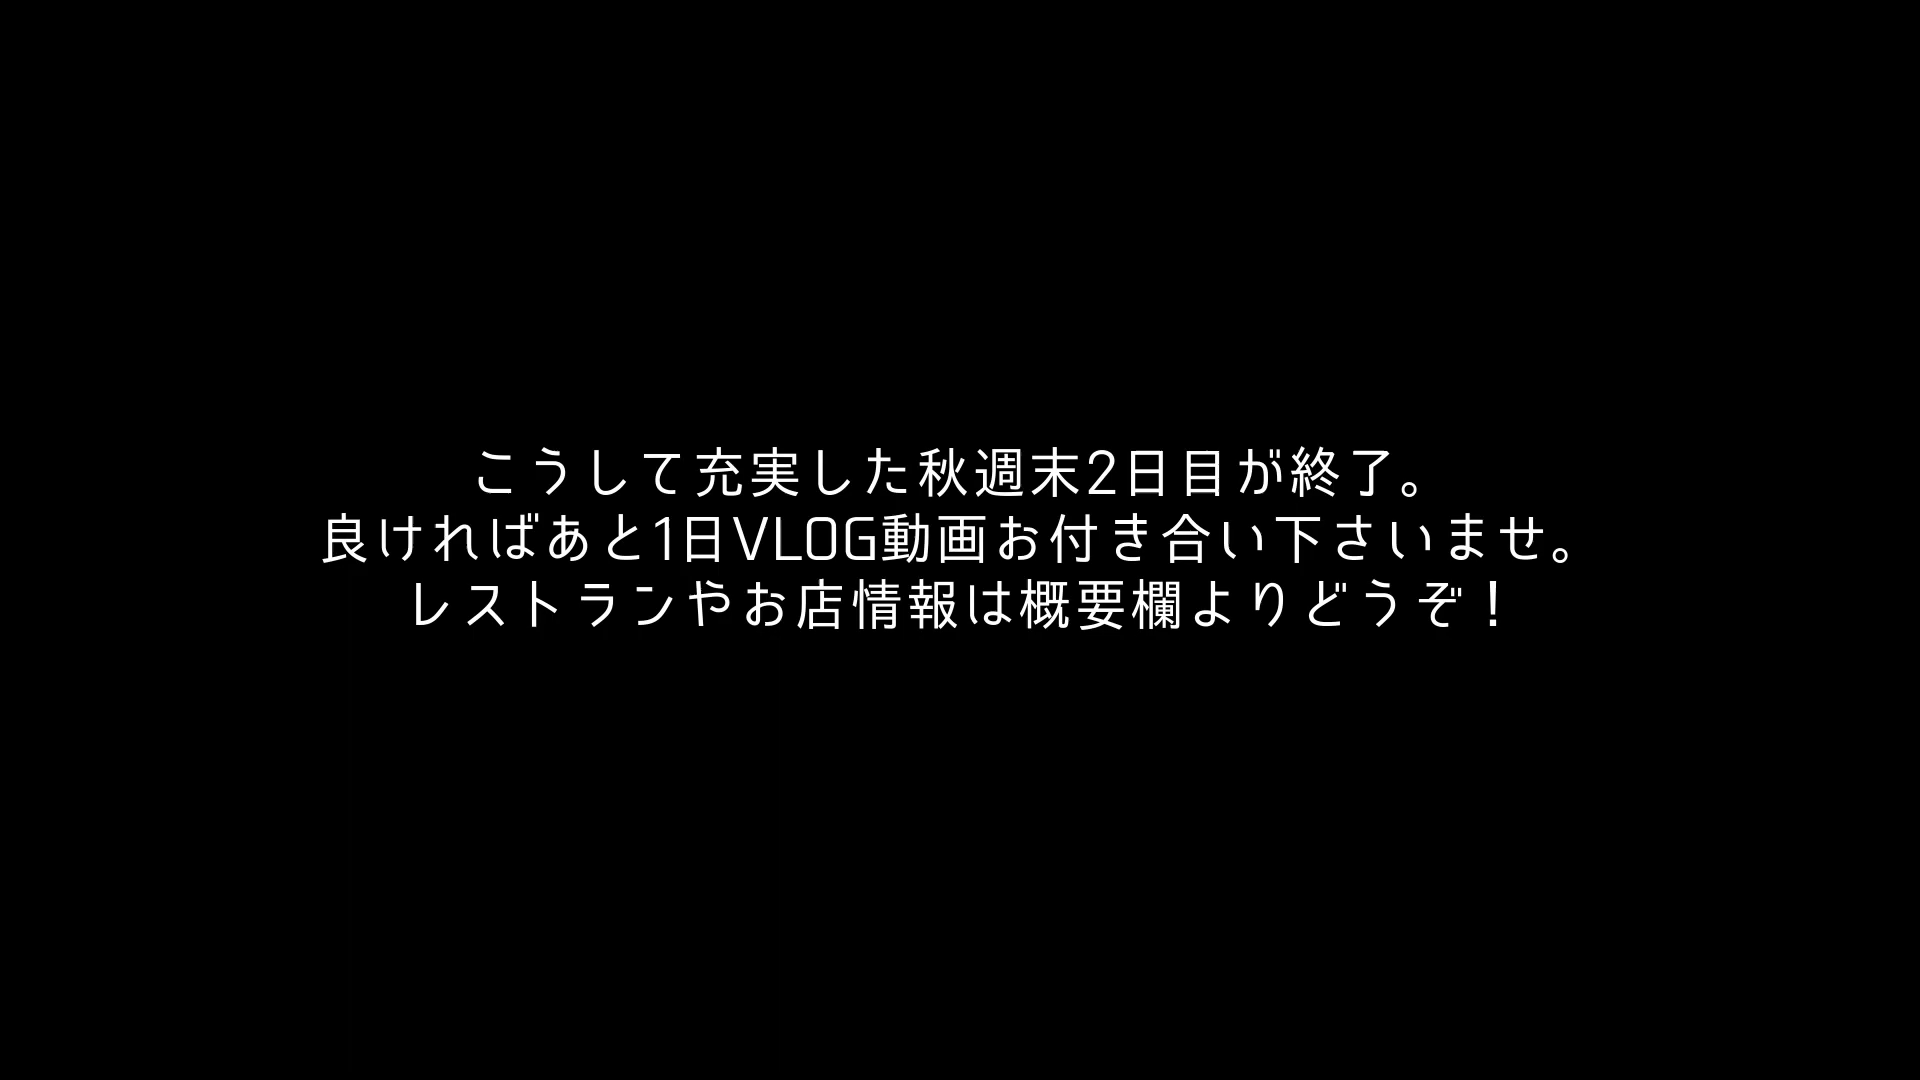 こうして充実した秋週末2日目が終了。
良ければあと1日VLOG動画お付き合い下さいませ。
レストランやお店情報は概要欄よりどうぞ！